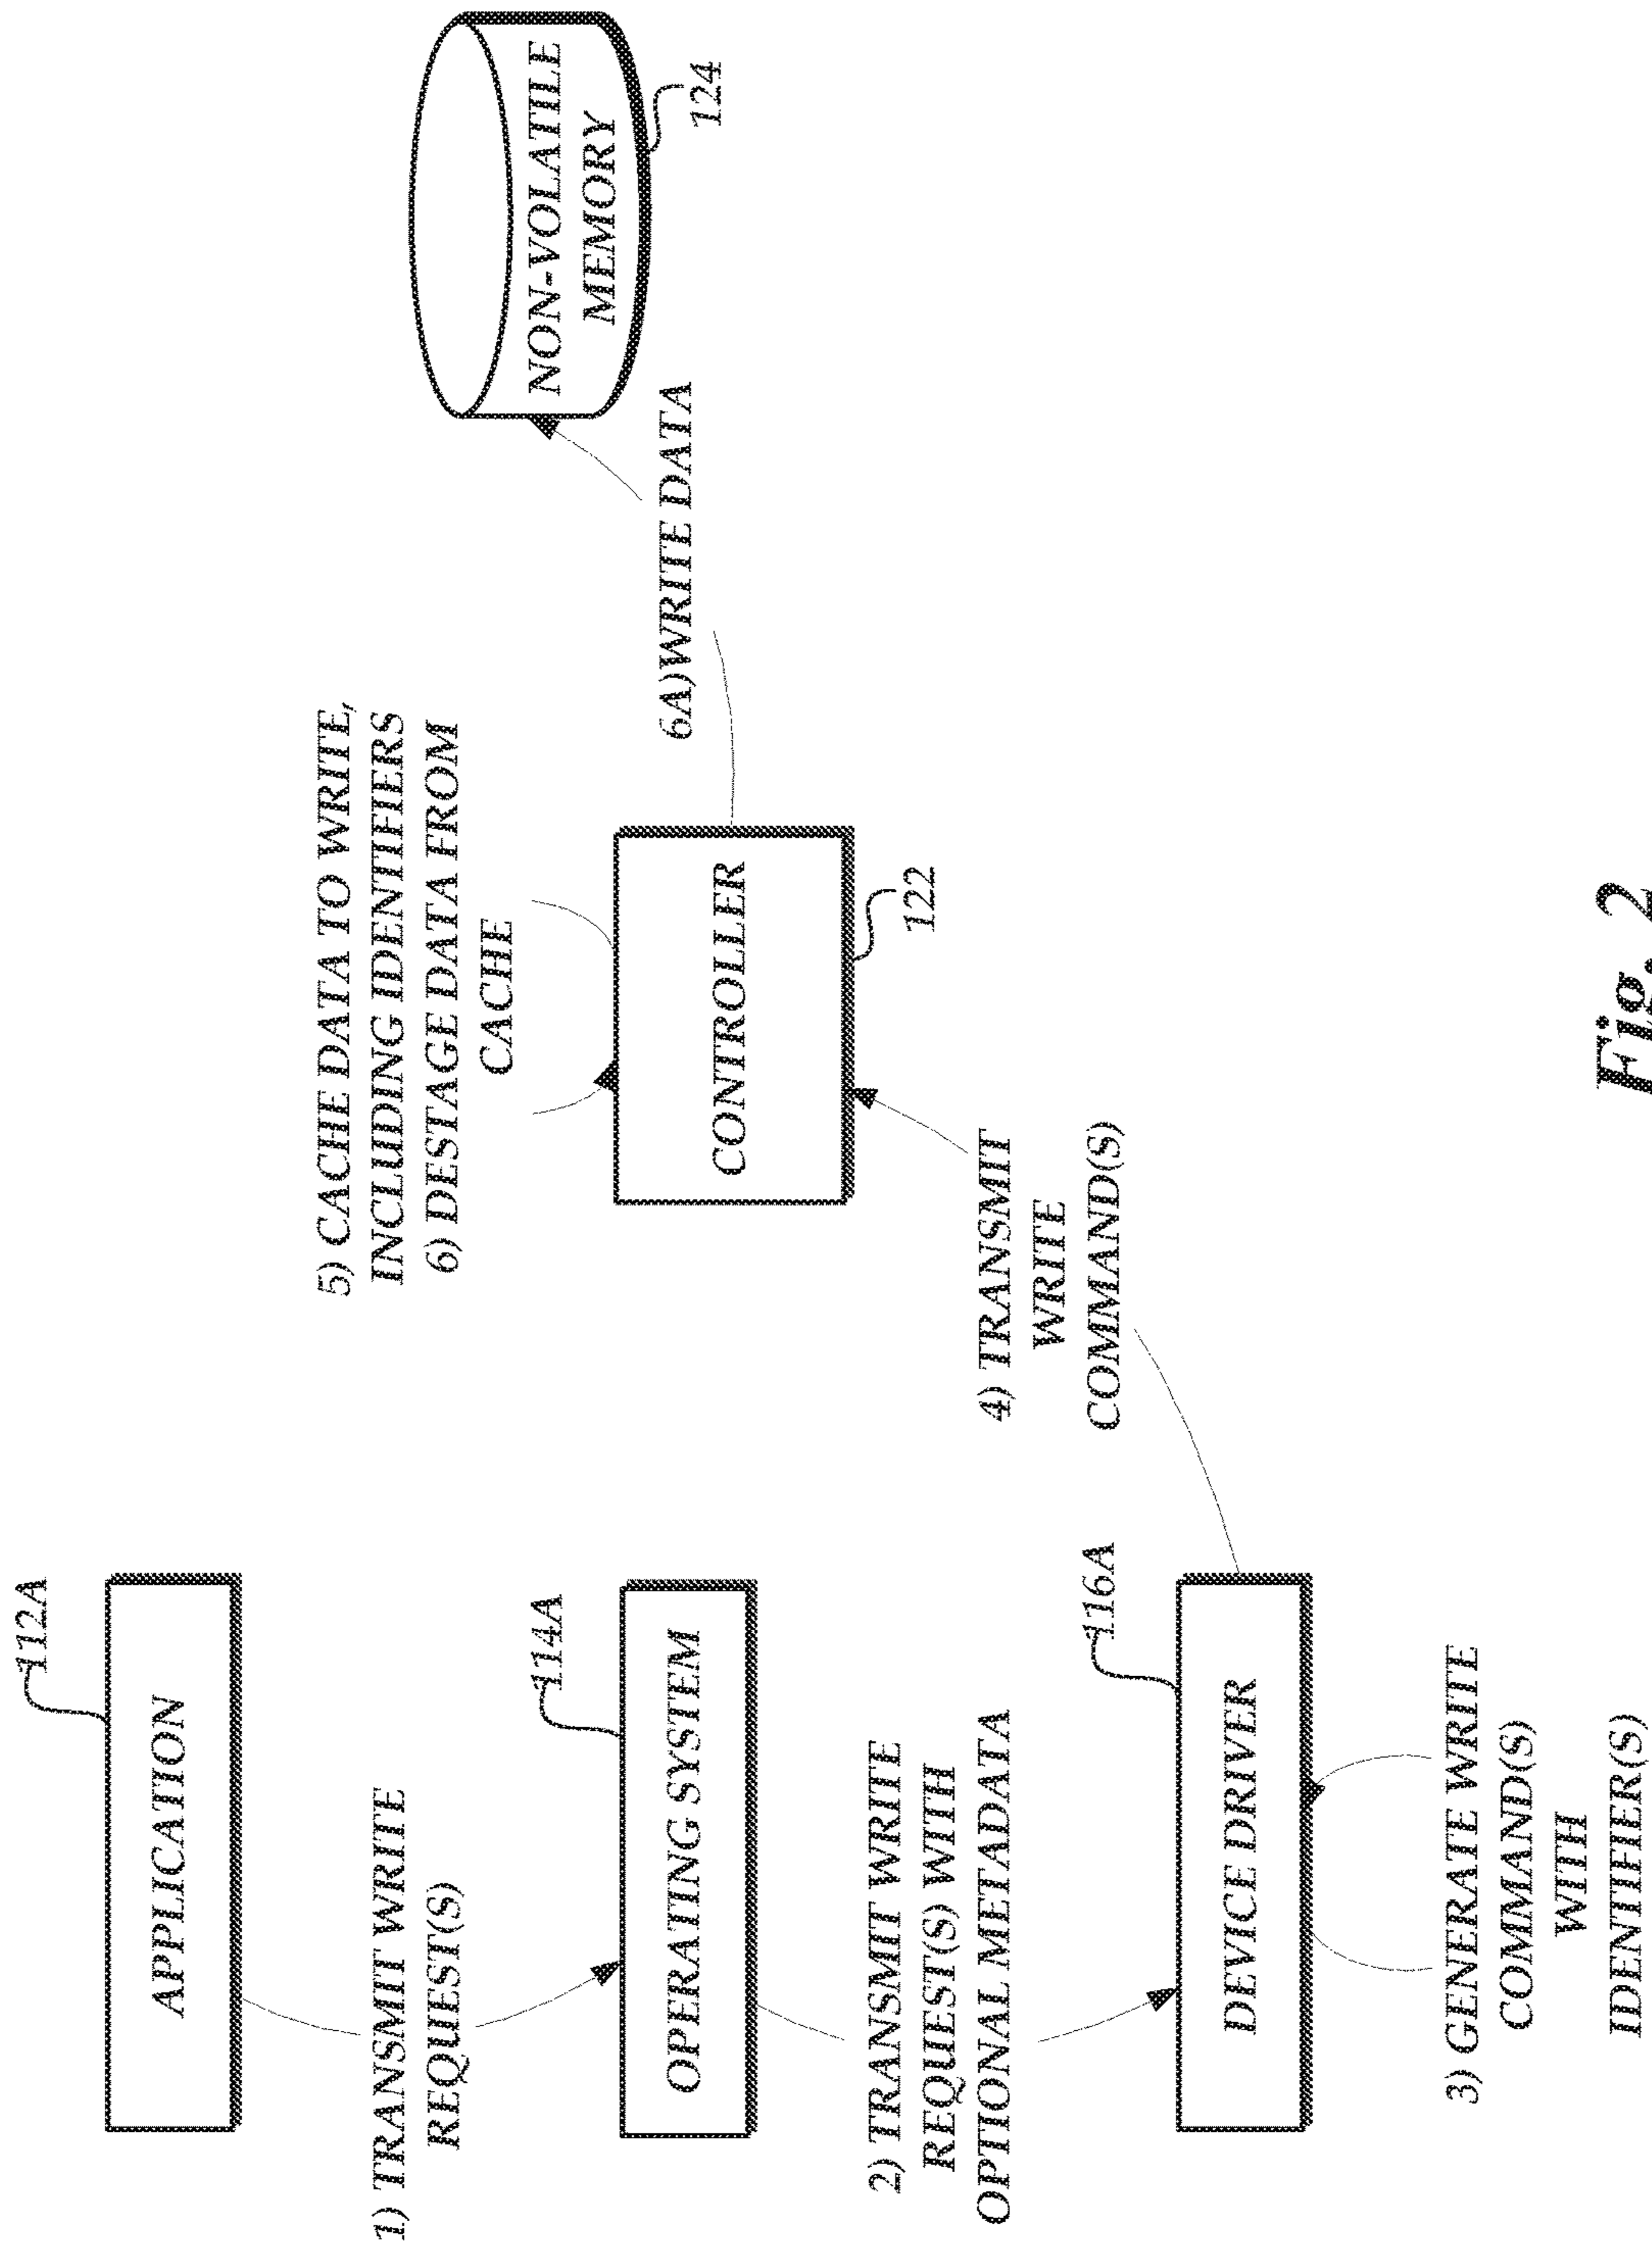 112A
APPLICATION
1) TRANSMIT WRITE
REQUEST(S)
114A
OPERATING SYSTEM
2) TRANSMIT WRITE
REQUEST(S) WITH
OPTIONAL METADATA
116A
DEVICE DRIVER
3) GENERATE WRITE
COMMAND(S)
WITH
IDENTIFIER(S)
4) TRANSMIT
WRITE
COMMAND(S)
5) CACHE DATA TO WRITE,
INCLUDING IDENTIFIERS
6) DESTAGE DATA FROM
CACHE
CONTROLLER
122
6A)WRITE DATA
NON-VOLATILE
MEMORY
124
Fig. 2